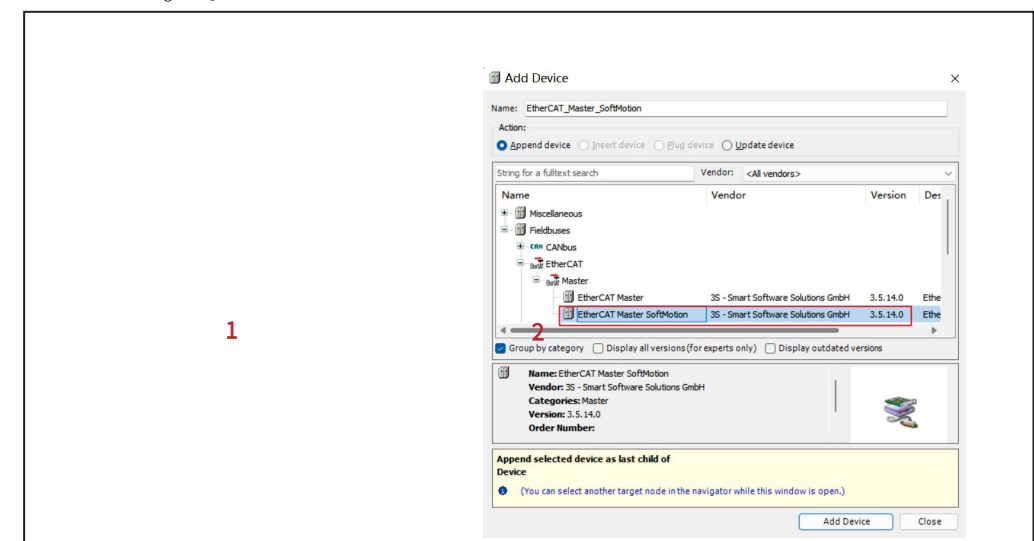 Add Device
Name: EtherCAT_Master_SoftMotion
Action:
Append device Insert device Plug device Update device
String for a fulltext search Vendor: <All vendors>
Name Vendor Version Des
Miscellaneous
Fieldbuses
CAN CANbus
EtherCAT
Master
EtherCAT Master 3S - Smart Software Solutions GmbH 3.5.14.0 Ethe
EtherCAT Master SoftMotion 3S - Smart Software Solutions GmbH 3.5.14.0 Ethe
1
2
Group by category Display all versions (for experts only) Display outdated versions
Name: EtherCAT Master SoftMotion
Vendor: 3S - Smart Software Solutions GmbH
Categories: Master
Version: 3.5.14.0
Order Number:
Append selected device as last child of
Device
(You can select another target node in the navigator while this window is open.)
Add Device Close